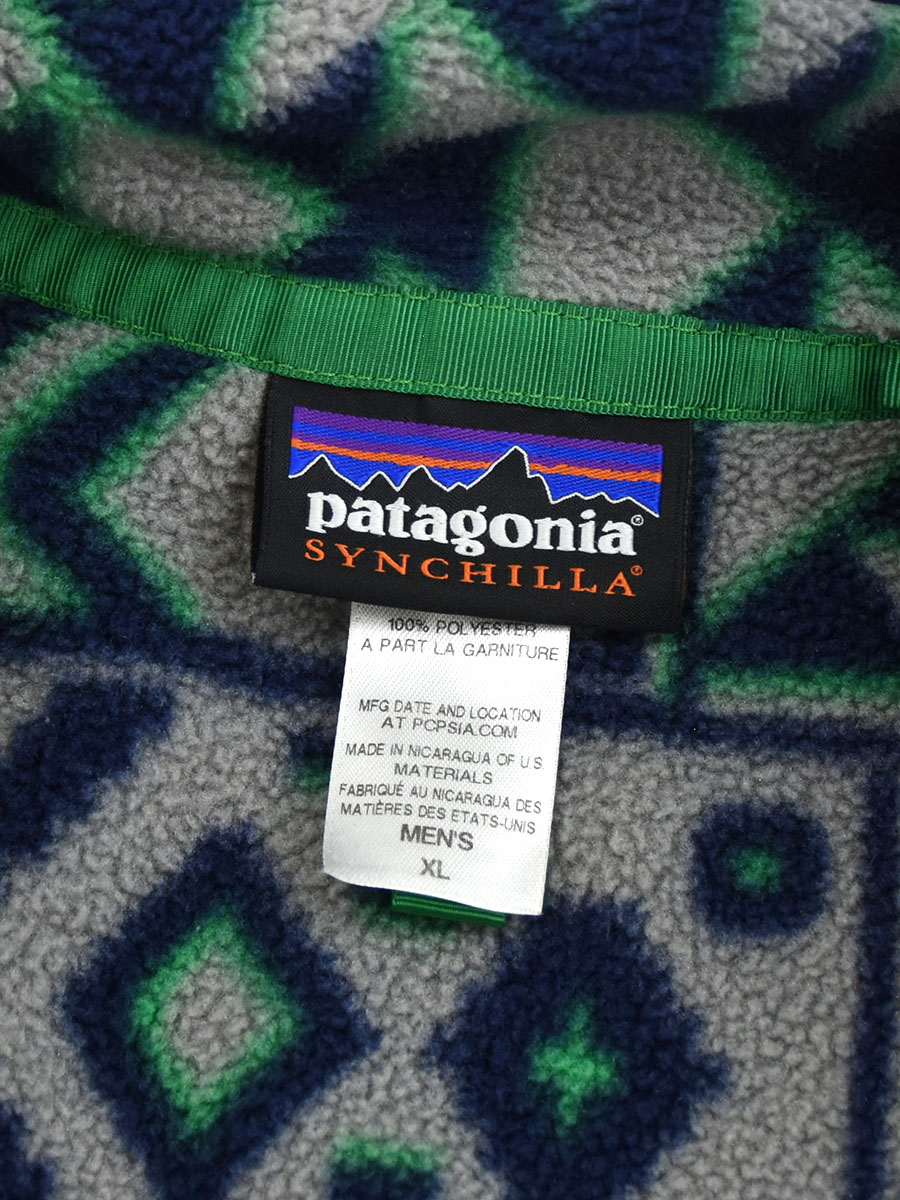 patagonia®
SYNCHILLA®
100% POLYESTER
A PART LA GARNITURE
MFG DATE AND LOCATION
AT PCPSIA.COM
MADE IN NICARAGUA OF U.S.
MATERIALS
FABRIQUÉ AU NICARAGUA DES
MATIÈRES DES ETATS-UNIS
MEN'S
XL